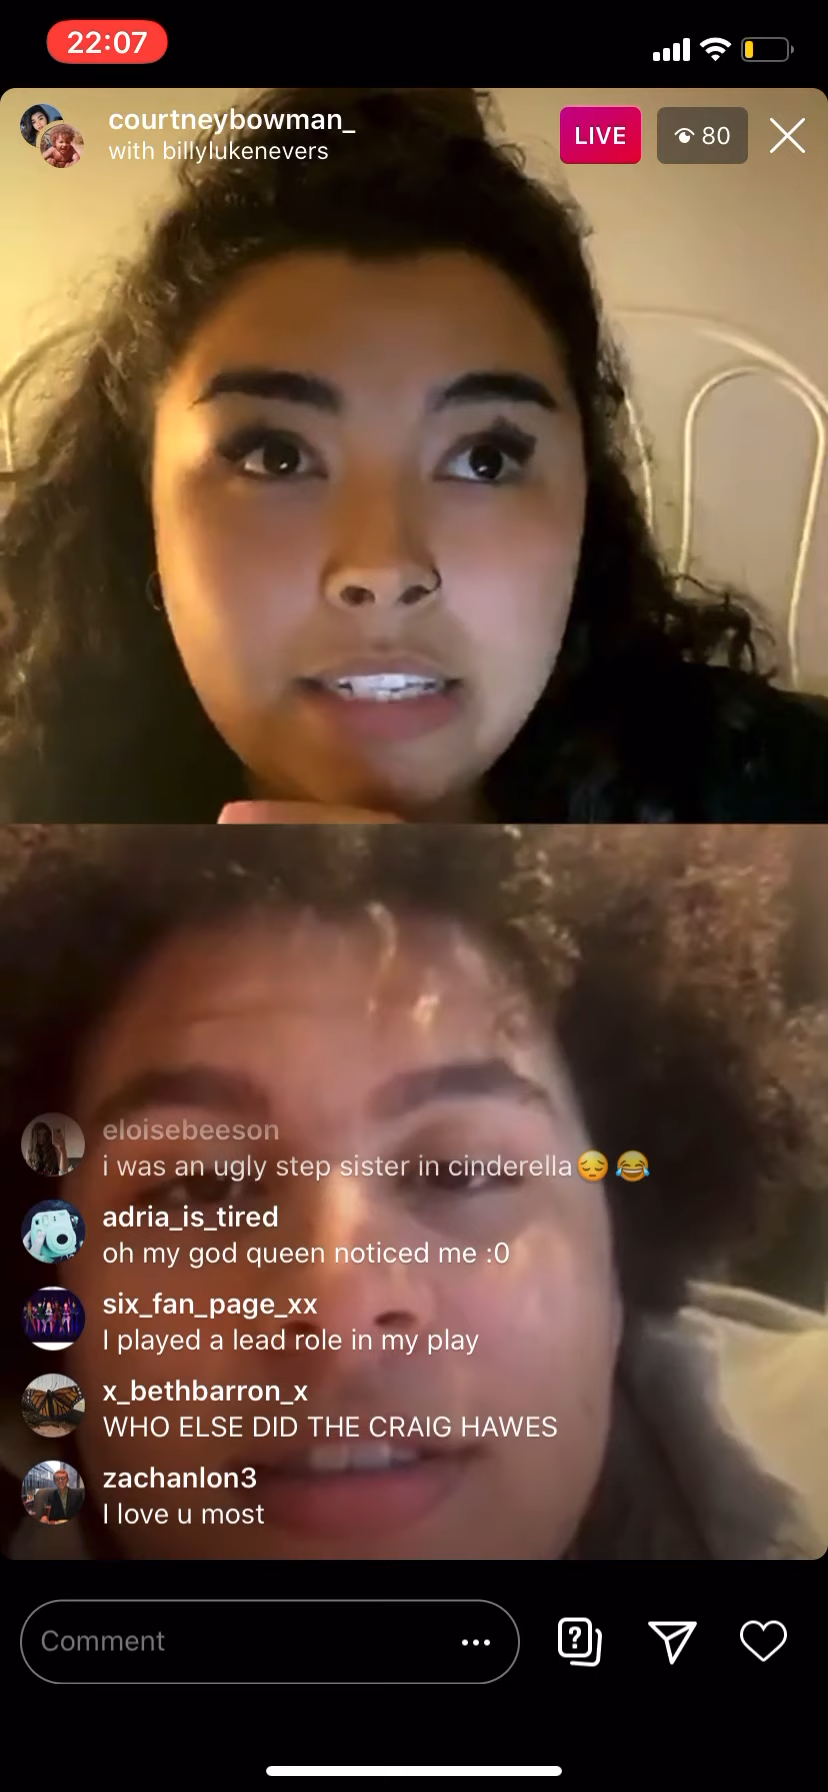 22:07
courtneybowman_
with billylukenevers
LIVE
80
eloisebeeson
i was an ugly step sister in cinderella😔😂
adria_is_tired
oh my god queen noticed me :0
six_fan_page_xx
I played a lead role in my play
x_bethbarron_x
WHO ELSE DID THE CRAIG HAWES
zachanlon3
I love u most
Comment